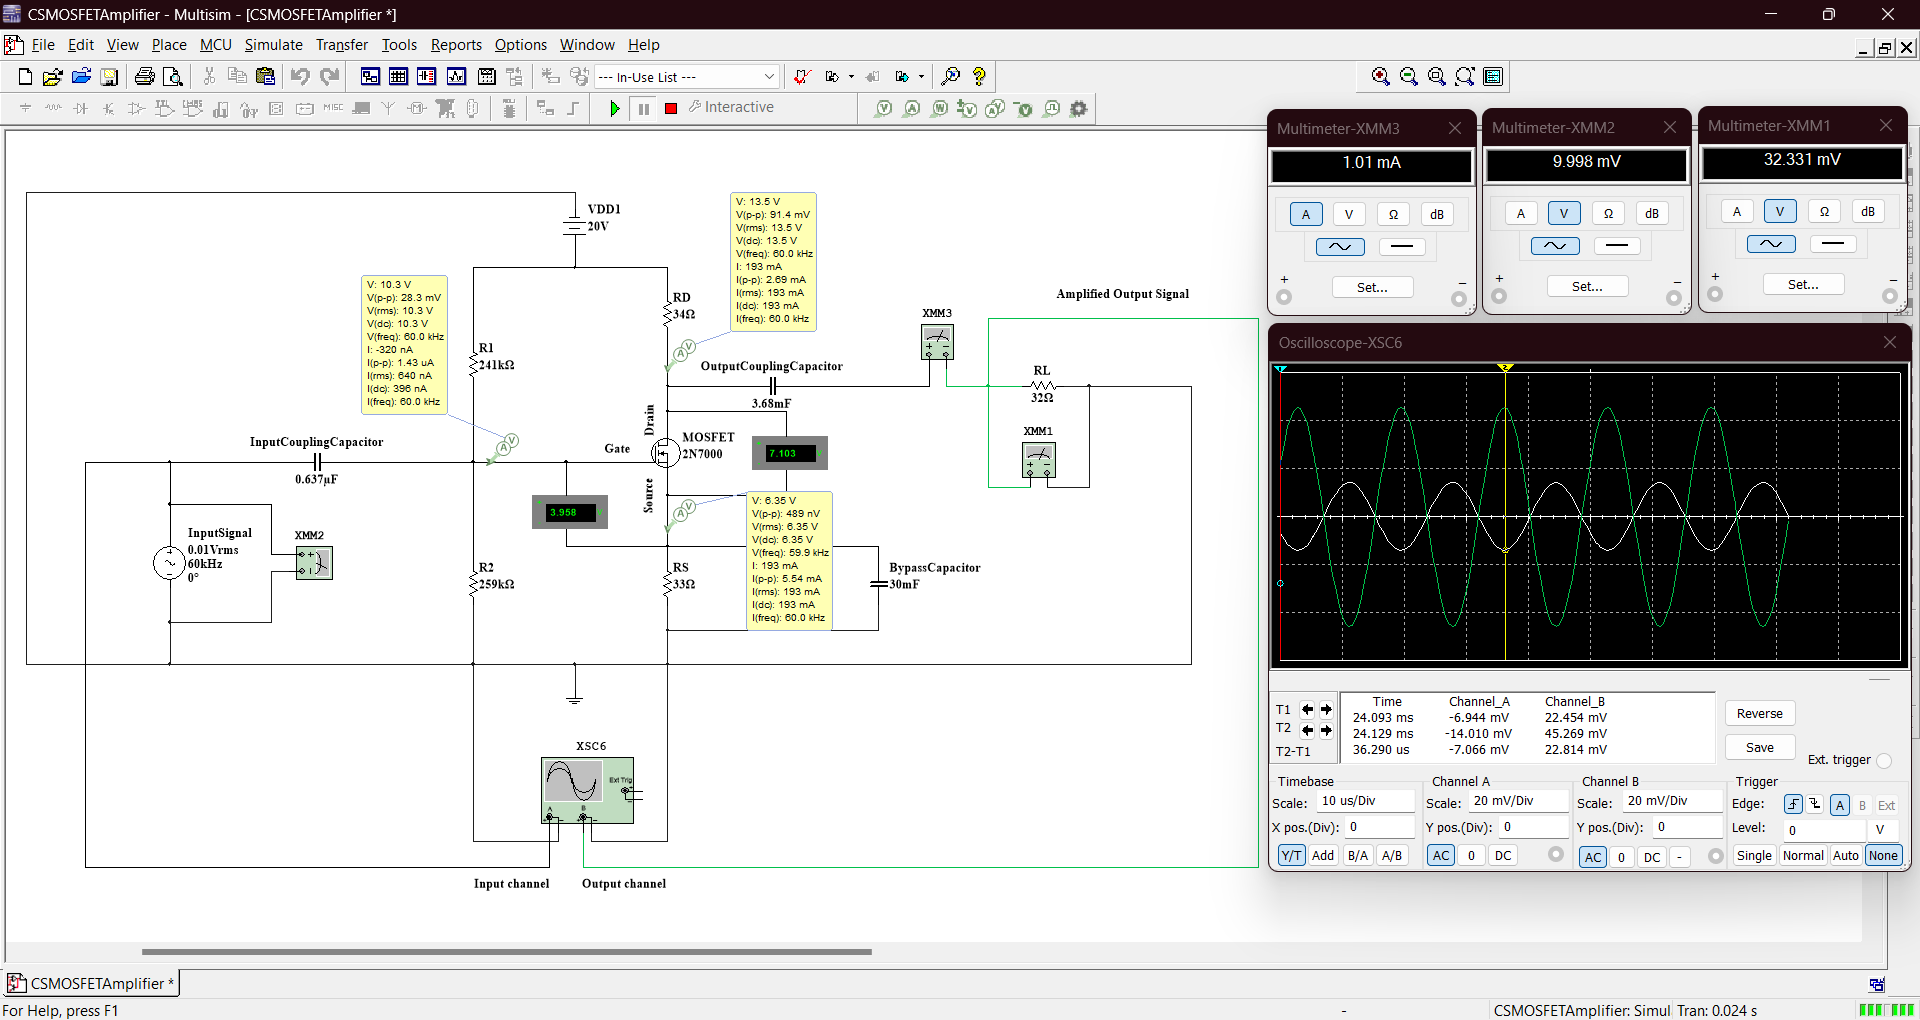 CSMOSFETAmplifier - Multisim - [CSMOSFETAmplifier *]
File Edit View Place MCU Simulate Transfer Tools Reports Options Window Help
--- In-Use List ---
MISC
Interactive
VDD1
20V
V: 13.5 V
V(p-p): 91.4 mV
V(rms): 13.5 V
V(dc): 13.5 V
V(freq): 60.0 kHz
I: 193 mA
I(p-p): 2.69 mA
I(rms): 193 mA
I(dc): 193 mA
I(freq): 60.0 kHz
V: 10.3 V
V(p-p): 28.3 mV
V(rms): 10.3 V
V(dc): 10.3 V
V(freq): 60.0 kHz
I: -320 nA
I(p-p): 1.43 uA
I(rms): 640 nA
I(dc): 396 nA
I(freq): 60.0 kHz
RD
34Ω
R1
241kΩ
Amplified Output Signal
XMM3
OutputCouplingCapacitor
3.68mF
RL
32Ω
XMM1
Drain
Gate
MOSFET
2N7000
Source
7.103
3.958
InputCouplingCapacitor
0.637µF
InputSignal
0.01Vrms
60kHz
0°
XMM2
R2
259kΩ
RS
33Ω
V: 6.35 V
V(p-p): 489 nV
V(rms): 6.35 V
V(dc): 6.35 V
V(freq): 59.9 kHz
I: 193 mA
I(p-p): 5.54 mA
I(rms): 193 mA
I(dc): 193 mA
I(freq): 60.0 kHz
BypassCapacitor
30mF
XSC6
Ext Trig
A B
Input channel
Output channel
Multimeter-XMM3
1.01 mA
A V Ω dB
Set...
Multimeter-XMM2
9.998 mV
A V Ω dB
Set...
Multimeter-XMM1
32.331 mV
A V Ω dB
Set...
Oscilloscope-XSC6
Time Channel_A Channel_B
T1 24.093 ms -6.944 mV 22.454 mV
T2 24.129 ms -14.010 mV 45.269 mV
T2-T1 36.290 us -7.066 mV 22.814 mV
Reverse
Save
Ext. trigger
Timebase
Scale: 10 us/Div
X pos.(Div): 0
Y/T Add B/A A/B
Channel A
Scale: 20 mV/Div
Y pos.(Div): 0
AC 0 DC
Channel B
Scale: 20 mV/Div
Y pos.(Div): 0
AC 0 DC -
Trigger
Edge: A B Ext
Level: 0 V
Single Normal Auto None
CSMOSFETAmplifier *
For Help, press F1
-
CSMOSFETAmplifier: Simul Tran: 0.024 s